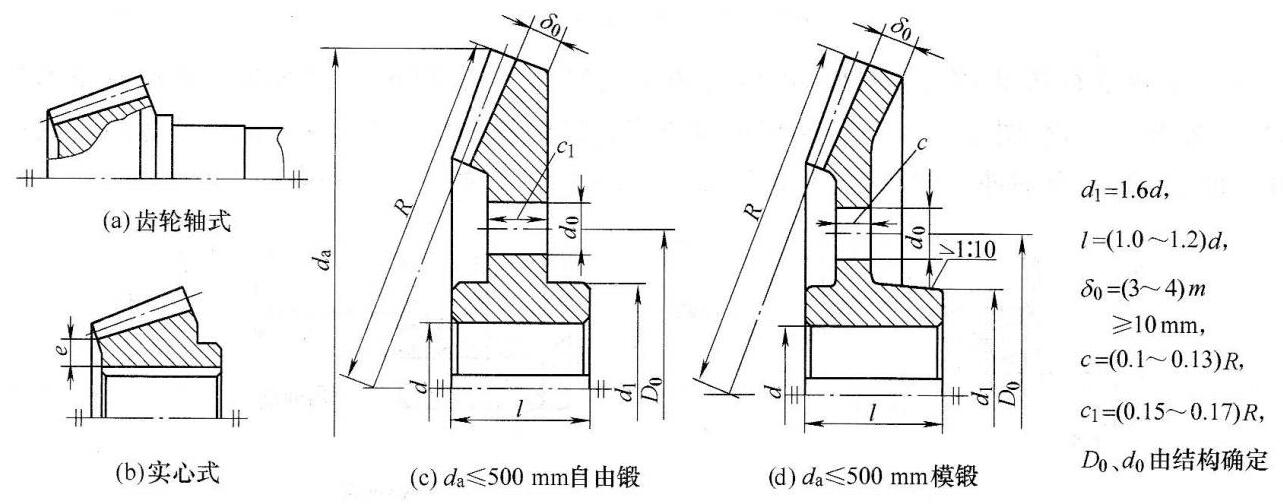 (a)齿轮轴式
e
(b)实心式
δ₀
dₐ
R
c₁
d₀
d
l
d₁
D₀
(c) dₐ≤500 mm自由锻
δ₀
R
c
d₀
1:10
d
l
d₁
D₀
(d) dₐ≤500 mm模锻
d₁=1.6d,
l=(1.0～1.2)d,
δ₀=(3～4)m
≥10mm,
c=(0.1～0.13)R,
c₁=(0.15～0.17)R,
D₀、d₀由结构确定